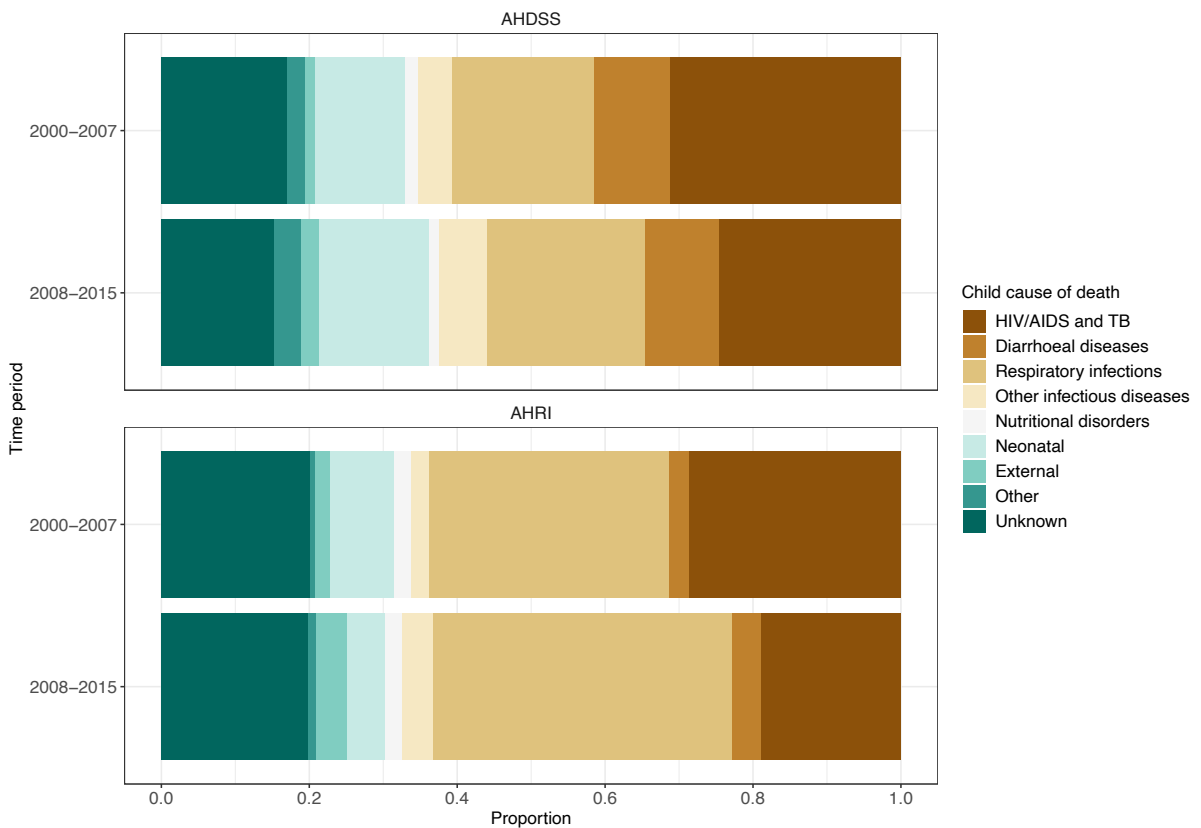 AHDSS
2000−2007
2008−2015
AHRI
2000−2007
2008−2015
0.0
0.2
0.4
0.6
0.8
1.0
Proportion
Time period
Child cause of death
HIV/AIDS and TB
Diarrhoeal diseases
Respiratory infections
Other infectious diseases
Nutritional disorders
Neonatal
External
Other
Unknown